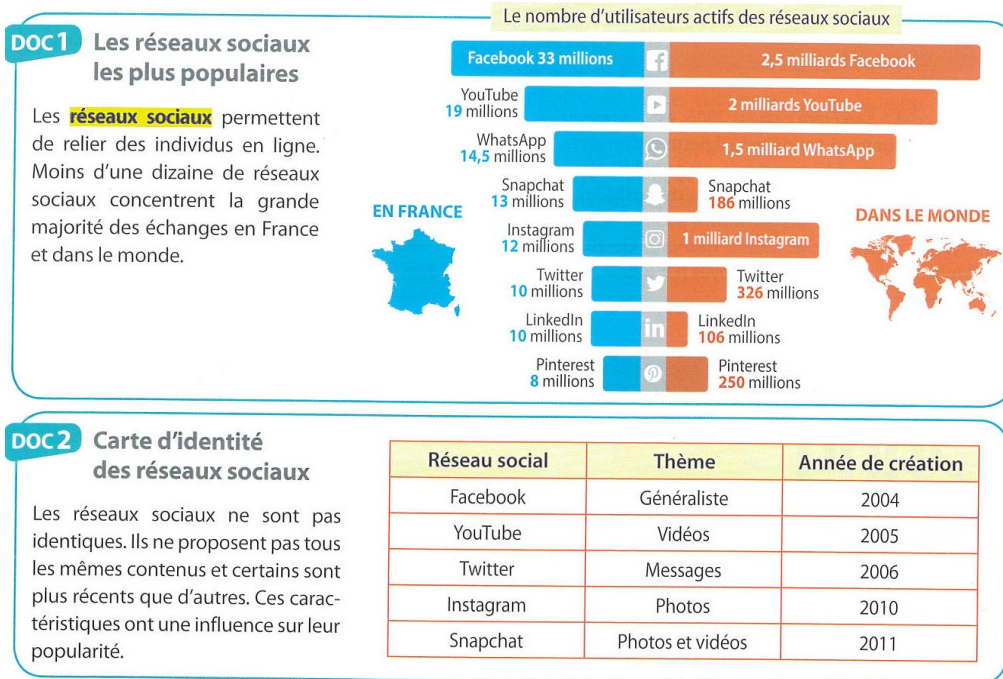 DOC 1 Les réseaux sociaux
les plus populaires
Les réseaux sociaux permettent
de relier des individus en ligne.
Moins d'une dizaine de réseaux
sociaux concentrent la grande
majorité des échanges en France
et dans le monde.
Le nombre d'utilisateurs actifs des réseaux sociaux
Facebook 33 millions
2,5 milliards Facebook
YouTube
19 millions
2 milliards YouTube
WhatsApp
14,5 millions
1,5 milliard WhatsApp
Snapchat
13 millions
Snapchat
186 millions
EN FRANCE
DANS LE MONDE
Instagram
12 millions
1 milliard Instagram
Twitter
10 millions
Twitter
326 millions
LinkedIn
10 millions
in
LinkedIn
106 millions
Pinterest
8 millions
Pinterest
250 millions
DOC 2 Carte d'identité
des réseaux sociaux
Les réseaux sociaux ne sont pas
identiques. Ils ne proposent pas tous
les mêmes contenus et certains sont
plus récents que d'autres. Ces carac-
téristiques ont une influence sur leur
popularité.
Réseau social Thème Année de création
Facebook Généraliste 2004
YouTube Vidéos 2005
Twitter Messages 2006
Instagram Photos 2010
Snapchat Photos et vidéos 2011